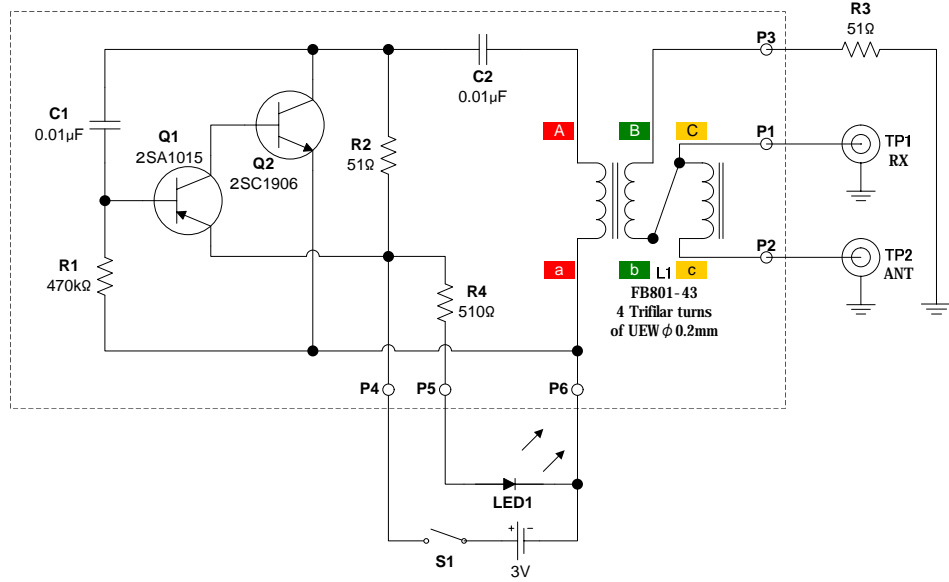 R3
51Ω
P3
C2
0.01µF
C1
0.01µF
Q1
2SA1015
Q2
2SC1906
R2
51Ω
A
B
C
P1
TP1
RX
R1
470kΩ
a
b
L1
c
P2
TP2
ANT
R4
510Ω
FB801-43
4 Trifilar turns
of UEW ϕ 0.2mm
P4
P5
P6
LED1
S1
+
−
3V